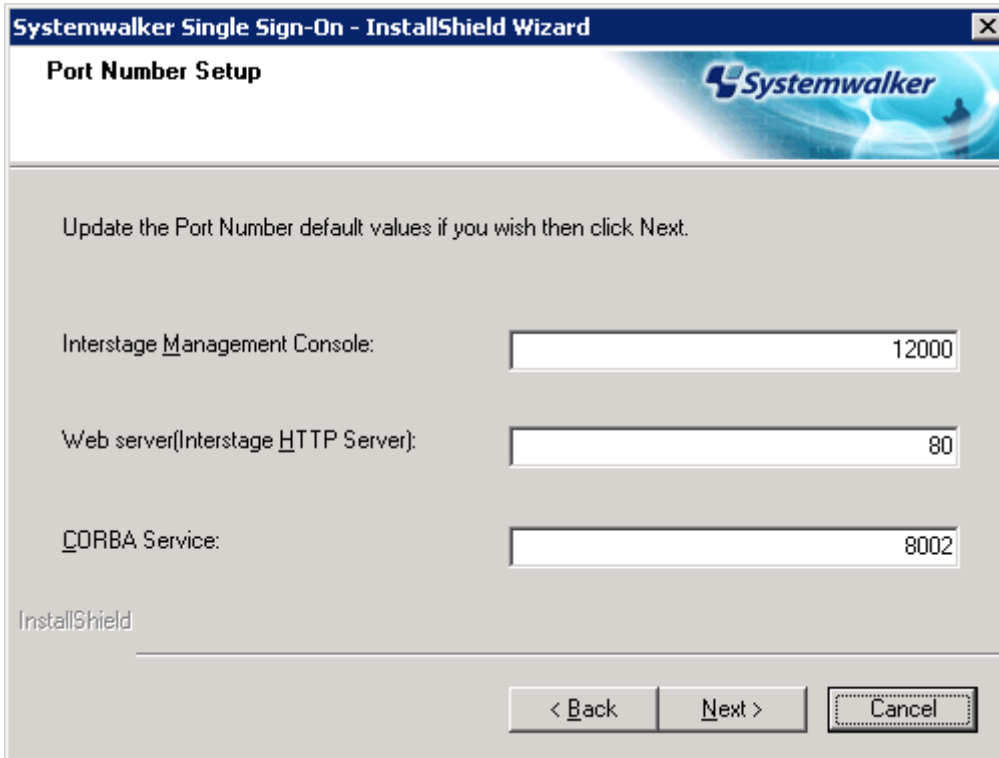 Systemwalker Single Sign-On - InstallShield Wizard
Port Number Setup
Systemwalker
Update the Port Number default values if you wish then click Next.
Interstage Management Console:
12000
Web server(Interstage HTTP Server):
80
CORBA Service:
8002
InstallShield
< Back
Next >
Cancel